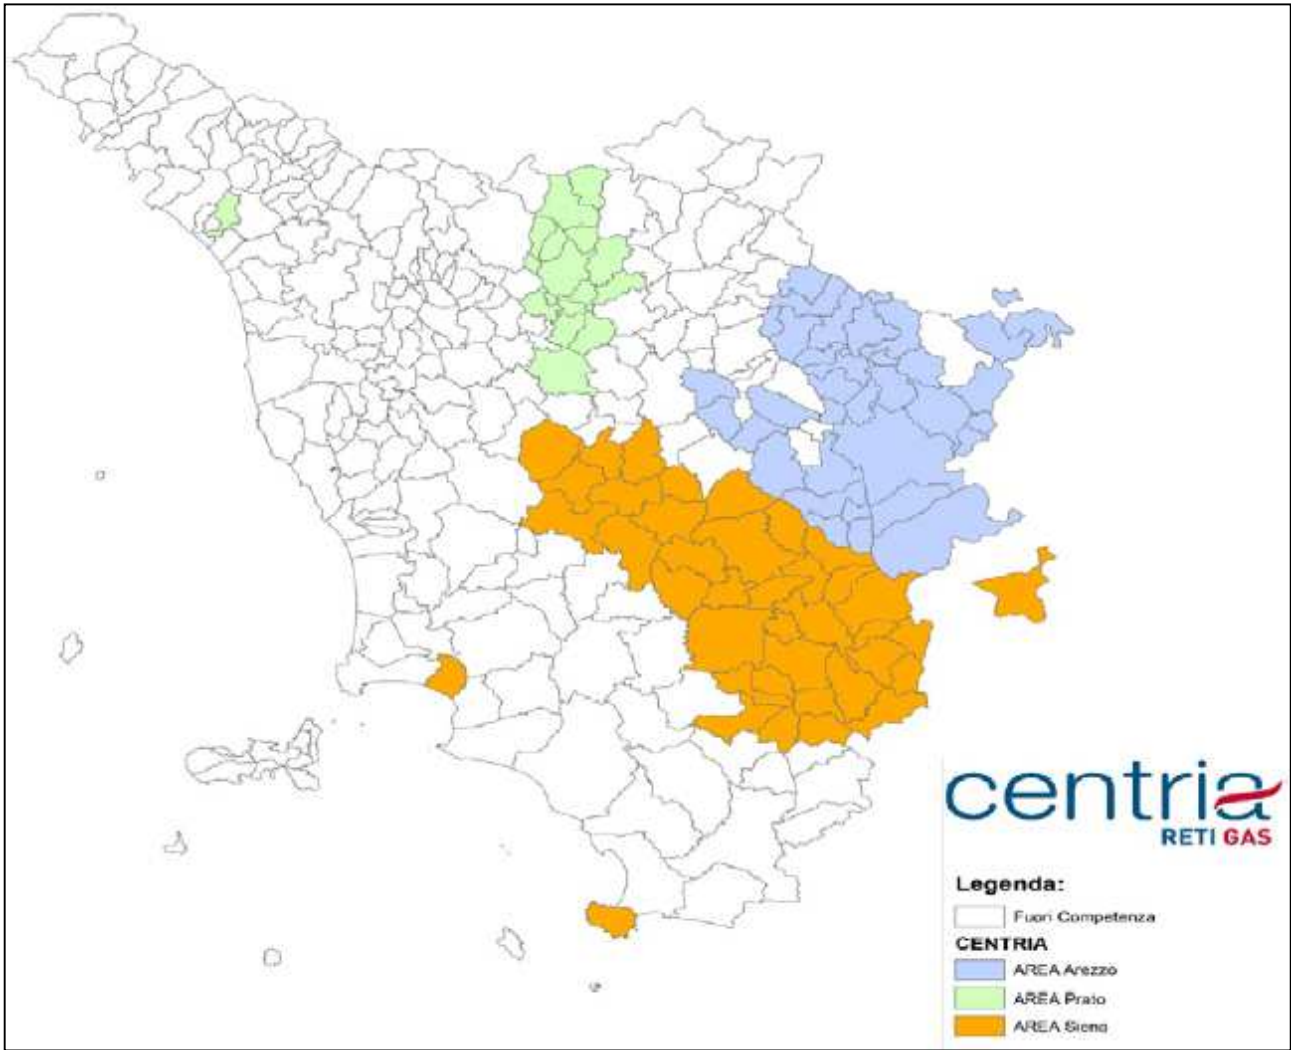 centria
RETI GAS
Legenda:
Fuori Competenza
CENTRIA
AREA Arezzo
AREA Prato
AREA Siena